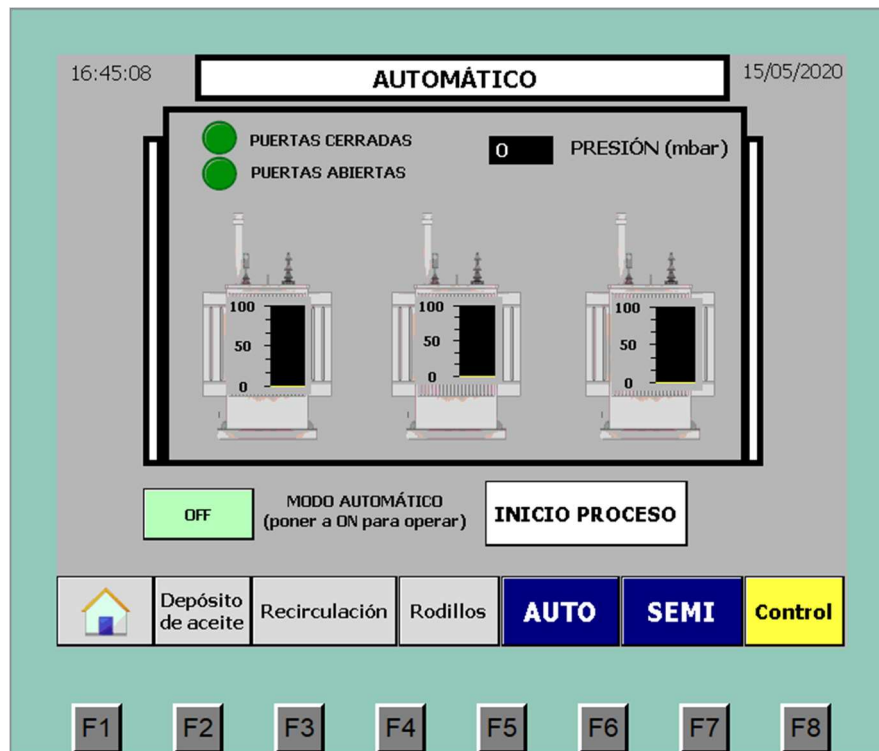 16:45:08
AUTOMÁTICO
15/05/2020
PUERTAS CERRADAS
0
PRESIÓN (mbar)
PUERTAS ABIERTAS
100
50
0
100
50
0
100
50
0
OFF
MODO AUTOMÁTICO
(poner a ON para operar)
INICIO PROCESO
Depósito
de aceite
Recirculación
Rodillos
AUTO
SEMI
Control
F1
F2
F3
F4
F5
F6
F7
F8